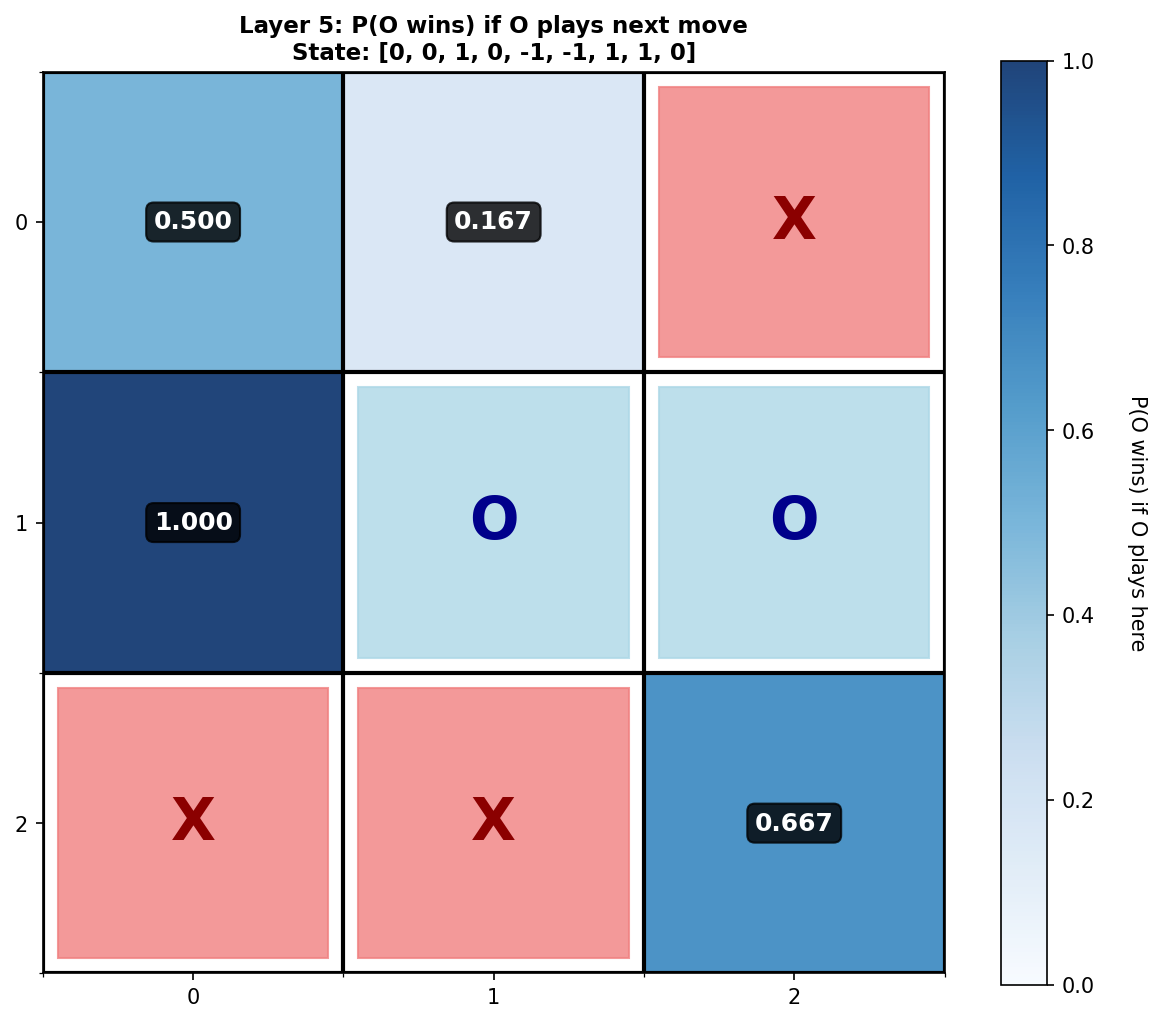 Layer 5: P(O wins) if O plays next move
State: [0, 0, 1, 0, -1, -1, 1, 1, 0]
0
0.500
0.167
X
1
1.000
O
O
2
X
X
0.667
0
1
2
1.0
0.8
0.6
0.4
0.2
0.0
P(O wins) if O plays here